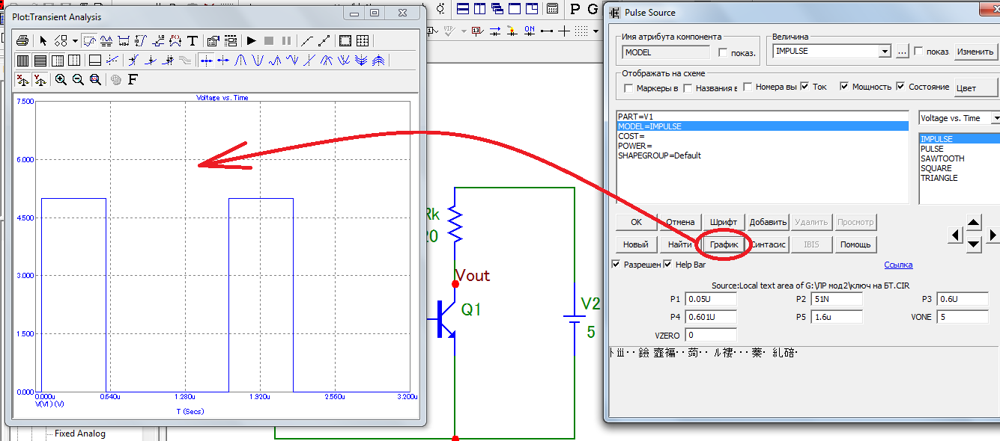 Plot:Transient Analysis
P G
T
VIP
13
ON
X Y F
Voltage vs. Time
7.500
6.000
4.500
3.000
1.500
0.000
0.000u 0.640u 1.280u 1.920u 2.560u 3.200u
V(V1) (V)
T (Secs)
Fixed Analog
Rk
20
Vout
Q1
V2
5
Pulse Source
Имя атрибута компонента
MODEL
показ.
Величина
IMPULSE
...
показ
Изменить
Отображать на схеме
Маркеры в
Названия в
Номера вы
Ток
Мощность
Состояние
Цвет
PART=V1
MODEL=IMPULSE
COST=
POWER=
SHAPEGROUP=Default
Voltage vs. Time
IMPULSE
PULSE
SAWTOOTH
SQUARE
TRIANGLE
OK Отмена Шрифт Добавить Удалить Просмотр
Новый Найти График Синтасис IBIS Помощь
Разрешен Help Bar
Ссылка
Source:Local text area of G:\ЛР мод2\ключ на БТ.CIR
P1 0.05U P2 51N P3 0.6U
P4 0.601U P5 1.6u VONE 5
VZERO 0